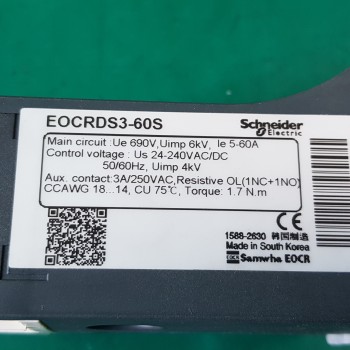 EOCRDS3-60S
Schneider
Electric
Main circuit : Ue 690V,Uimp 6kV, Ie 5-60A
Control voltage : Us 24-240VAC/DC
50/60Hz, Uimp 4kV
Aux. contact:3A/250VAC,Resistive OL(1NC+1NO)
CCAWG 18...14, CU 75℃, Torque: 1.7 N.m
CE
1588-2630 韩国制造
Made in South Korea
EOCR Samwha EOCR